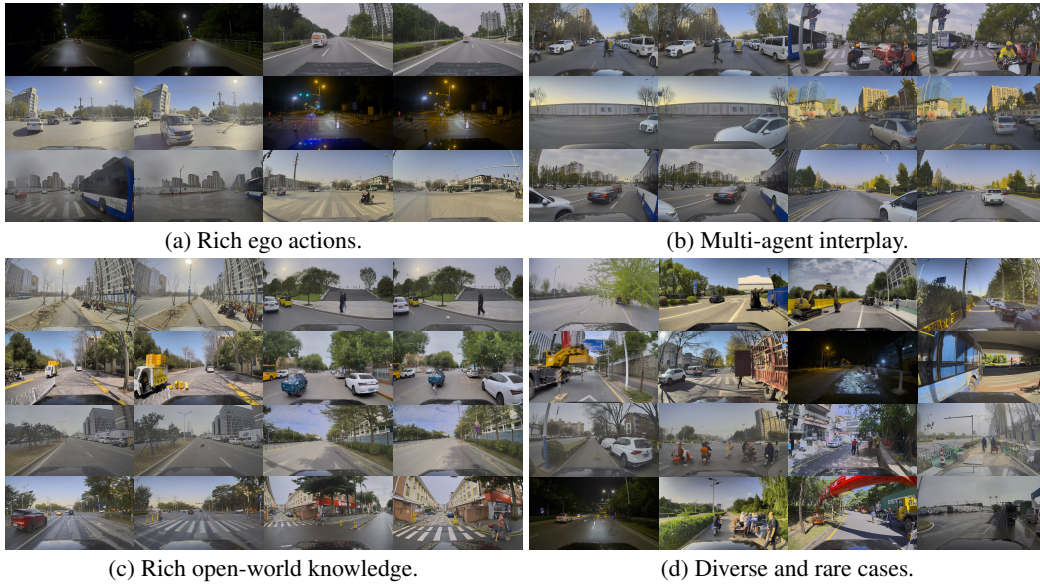 (a) Rich ego actions.
(b) Multi-agent interplay.
(c) Rich open-world knowledge.
(d) Diverse and rare cases.